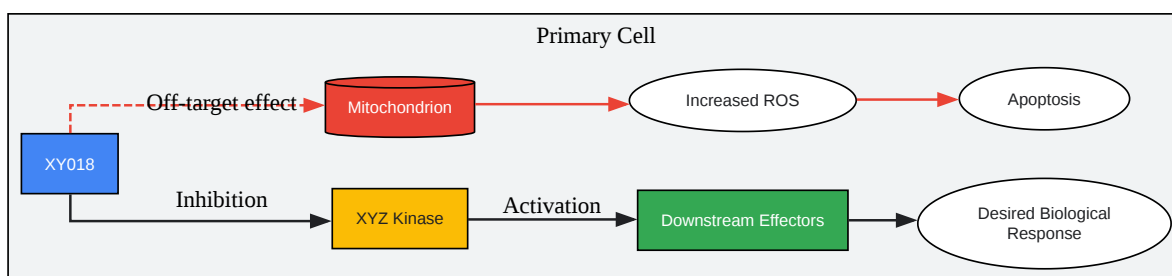 Primary Cell
Off-target effect
Mitochondrion
Increased ROS
Apoptosis
XY018
Inhibition
XYZ Kinase
Activation
Downstream Effectors
Desired Biological
Response